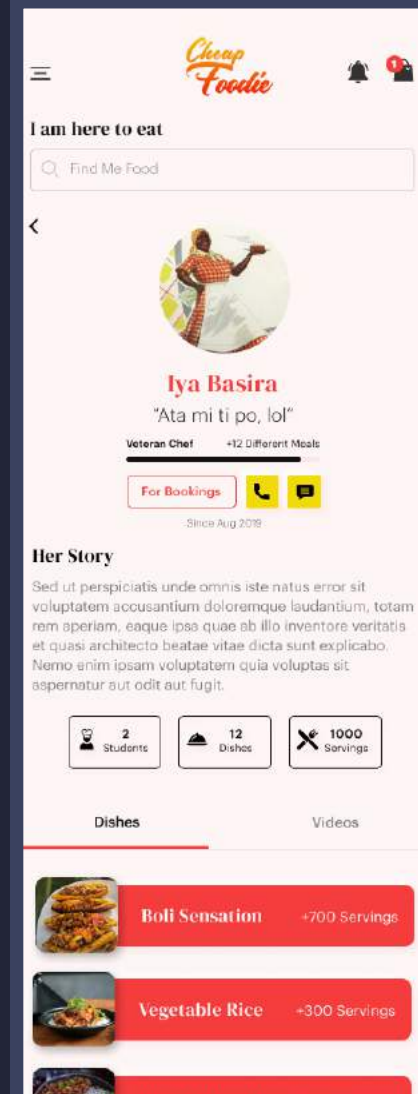 Cheap
Foodie
1
I am here to eat
Find Me Food
Iya Basira
"Ata mi ti po, lol"
Veteran Chef +12 Different Meals
For Bookings
Since Aug 2019
Her Story
Sed ut perspiciatis unde omnis iste natus error sit
voluptatem accusantium doloremque laudantium, totam
rem aperiam, eaque ipsa quae ab illo inventore veritatis
et quasi architecto beatae vitae dicta sunt explicabo.
Nemo enim ipsam voluptatem quia voluptas sit
aspernatur aut odit aut fugit.
2 12 1000
Students Dishes Servings
Dishes Videos
Boli Sensation +700 Servings
Vegetable Rice +300 Servings